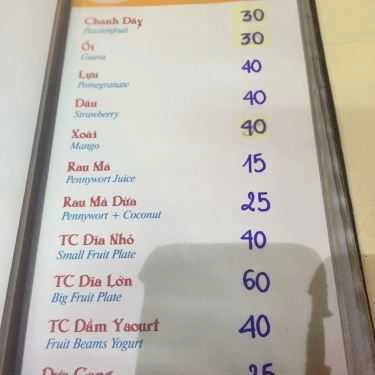 Chanh Dây 30
Passionfruit
Ổi 30
Guava
Lựu 40
Pomegranate
Dâu 40
Strawberry
Xoài 40
Mango
Rau Má 15
Pennywort Juice
Rau Má Dừa 25
Pennywort + Coconut
TC Dĩa Nhỏ 40
Small Fruit Plate
TC Dĩa Lớn 60
Big Fruit Plate
TC Dầm Yaourt 40
Fruit Beams Yogurt